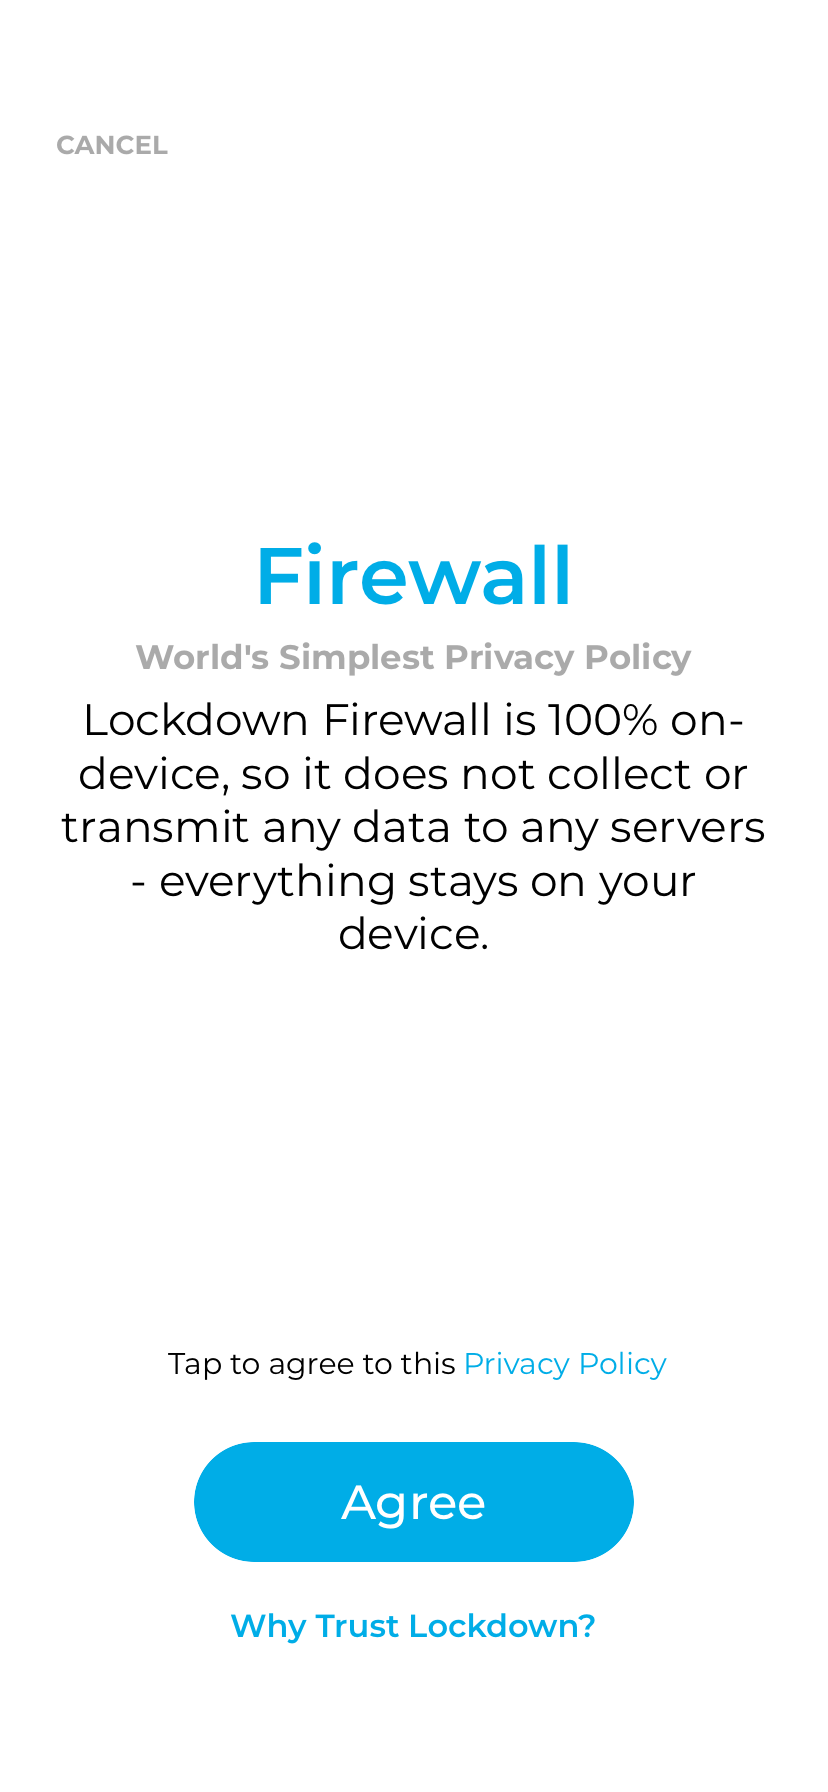 CANCEL
Firewall
World's Simplest Privacy Policy
Lockdown Firewall is 100% on-
device, so it does not collect or
transmit any data to any servers
- everything stays on your
device.
Tap to agree to this Privacy Policy
Agree
Why Trust Lockdown?